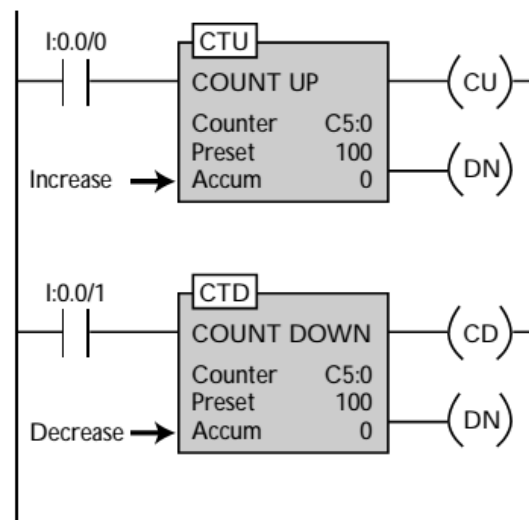 I:0.0/0
CTU
COUNT UP
CU
Counter C5:0
Preset 100
DN
Increase
Accum 0
I:0.0/1
CTD
COUNT DOWN
CD
Counter C5:0
Preset 100
DN
Decrease
Accum 0